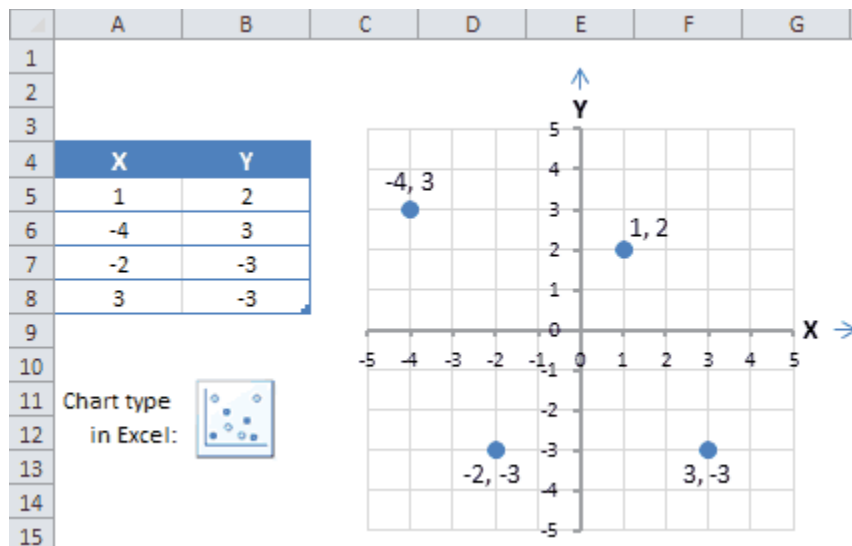 A B C D E F G
1
2
3
4 X Y
5 1 2
6 -4 3
7 -2 -3
8 3 -3
9
10
11 Chart type
12 in Excel:
13
14
15
Y
5
4
-4, 3
3
1, 2
2
1
0 X
-5 -4 -3 -2 -1 0 1 2 3 4 5
-1
-2
-3
-2, -3 3, -3
-4
-5